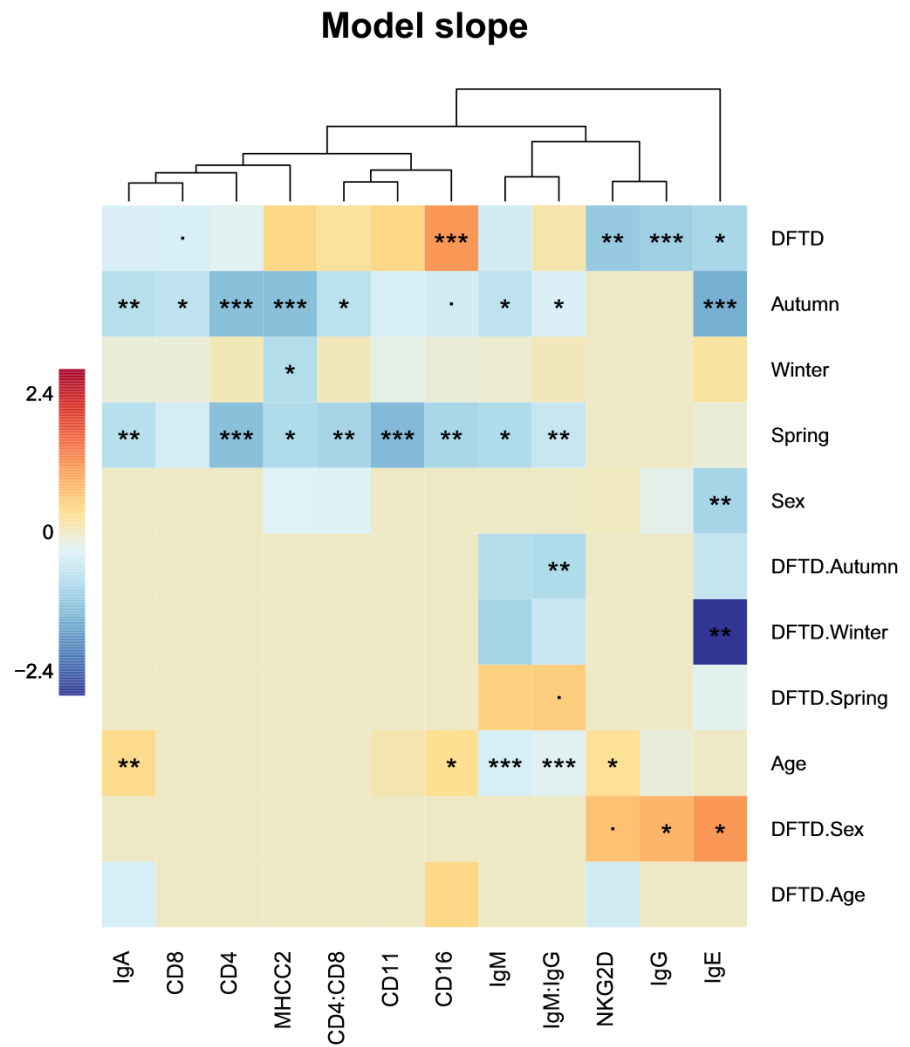 Model slope
· *** ** *** * DFTD
** * *** *** * · * * *** Autumn
* Winter
2.4
** *** * ** *** ** * ** Spring
0
** Sex
** DFTD.Autumn
** DFTD.Winter
−2.4
· DFTD.Spring
** * *** *** * Age
· * * DFTD.Sex
DFTD.Age
IgA CD8 CD4 MHCC2 CD4:CD8 CD11 CD16 IgM IgM:IgG NKG2D IgG IgE